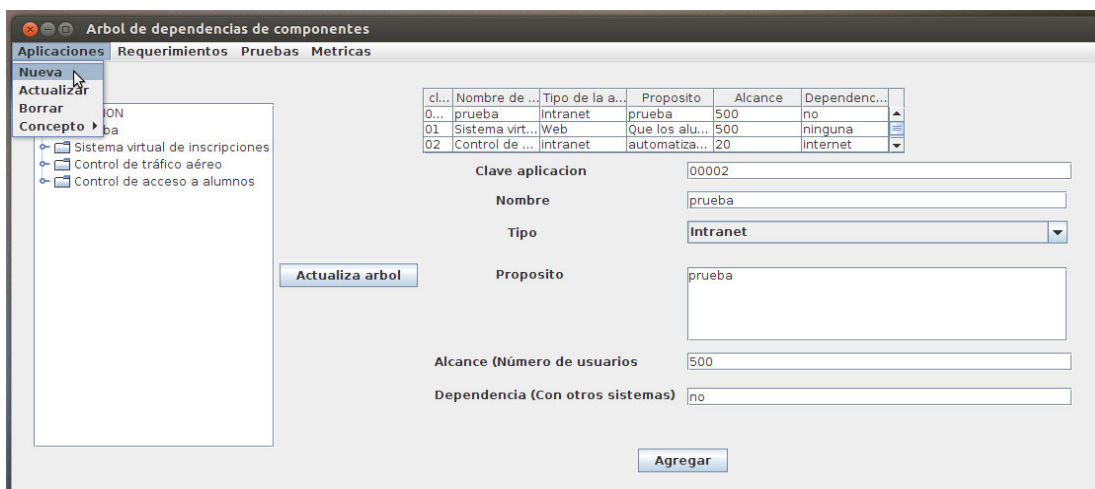 Arbol de dependencias de componentes
Aplicaciones Requerimientos Pruebas Metricas
Nueva
Actualizar
Borrar
Concepto
ION
ba
Sistema virtual de inscripciones
Control de tráfico aéreo
Control de acceso a alumnos
Actualiza arbol
cl... Nombre de ... Tipo de la a... Proposito Alcance Dependenc...
0... prueba Intranet prueba 500 no
01 Sistema virt... Web Que los alu... 500 ninguna
02 Control de ... intranet automatiza... 20 internet
Clave aplicacion 00002
Nombre prueba
Tipo Intranet
Proposito prueba
Alcance (Número de usuarios 500
Dependencia (Con otros sistemas) no
Agregar